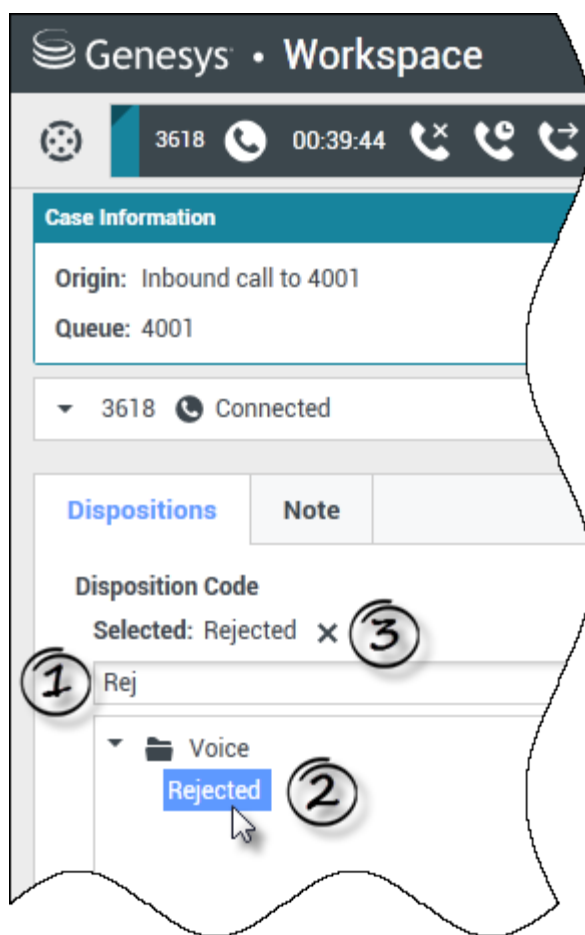 Genesys • Workspace
3618 00:39:44
Case Information
Origin: Inbound call to 4001
Queue: 4001
3618 Connected
Dispositions Note
Disposition Code
Selected: Rejected × 3
1 Rej
Voice
Rejected 2